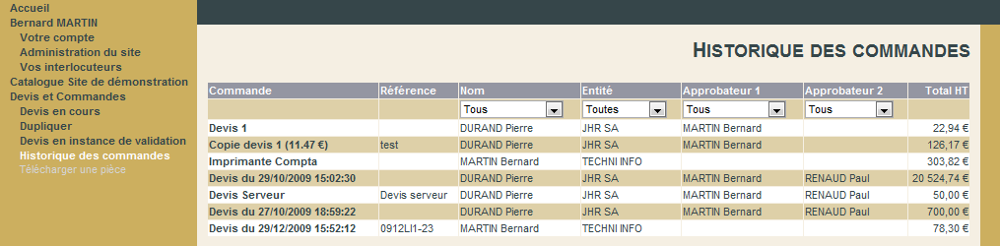 Accueil
Bernard MARTIN
Votre compte
Administration du site
Vos interlocuteurs
Catalogue Site de démonstration
Devis et Commandes
Devis en cours
Dupliquer
Devis en instance de validation
Historique des commandes
Télécharger une pièce
HISTORIQUE DES COMMANDES
Commande Référence Nom Entité Approbateur 1 Approbateur 2 Total HT
Tous Toutes Tous Tous
Devis 1 DURAND Pierre JHR SA MARTIN Bernard 22,94 €
Copie devis 1 (11.47 €) test DURAND Pierre JHR SA MARTIN Bernard 126,17 €
Imprimante Compta MARTIN Bernard TECHNI INFO 303,82 €
Devis du 29/10/2009 15:02:30 DURAND Pierre JHR SA MARTIN Bernard RENAUD Paul 20 524,74 €
Devis Serveur Devis serveur DURAND Pierre JHR SA MARTIN Bernard RENAUD Paul 50,00 €
Devis du 27/10/2009 18:59:22 DURAND Pierre JHR SA MARTIN Bernard RENAUD Paul 700,00 €
Devis du 29/12/2009 15:52:12 0912LI1-23 MARTIN Bernard TECHNI INFO 78,30 €